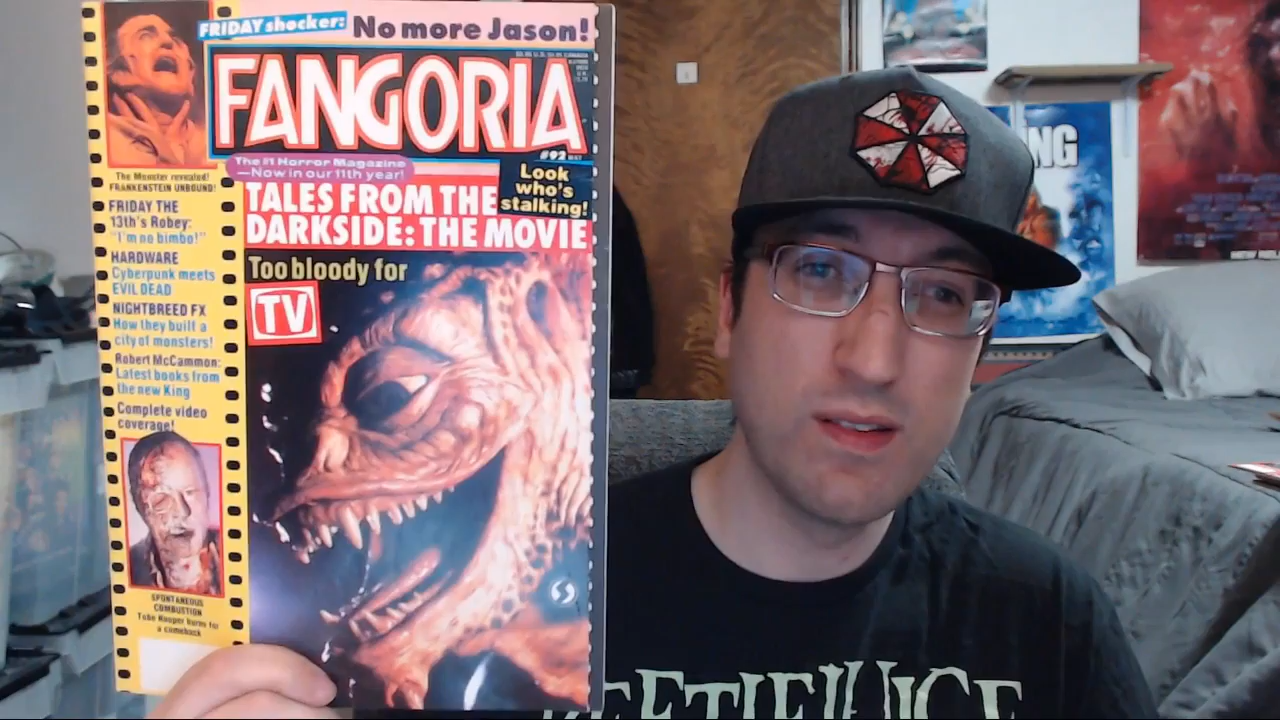 FRIDAY shocker: No more Jason!
FANGORIA
#92
The #1 Horror Magazine
—Now in our 11th year!
Look
who's
stalking!
TALES FROM THE
DARKSIDE: THE MOVIE
Too bloody for
TV
The Monster revealed!
FRANKENSTEIN UNBOUND!
FRIDAY THE
13th's Robey:
"I'm no bimbo!"
HARDWARE
Cyberpunk meets
EVIL DEAD
NIGHTBREED FX
How they built a
city of monsters!
Robert McCammon:
Latest books from
the new King
Complete video
coverage!
SPONTANEOUS
COMBUSTION
Tobe Hooper burns for
a comeback
NG
BEETLEJUICE